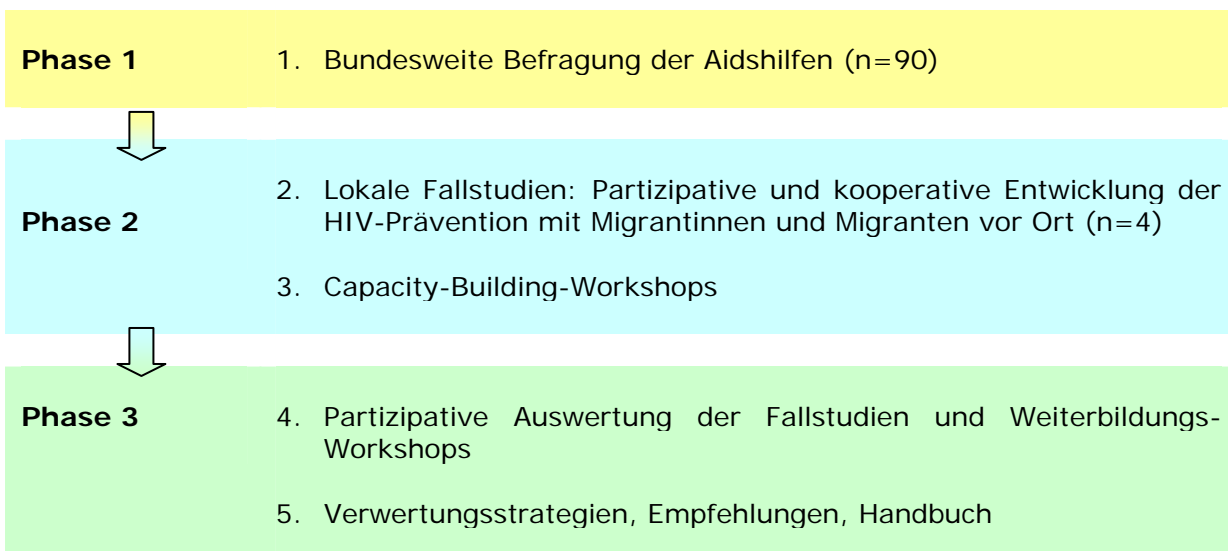 Phase 1 1. Bundesweite Befragung der Aidshilfen (n=90)
2. Lokale Fallstudien: Partizipative und kooperative Entwicklung der
Phase 2 HIV-Prävention mit Migrantinnen und Migranten vor Ort (n=4)
3. Capacity-Building-Workshops
Phase 3 4. Partizipative Auswertung der Fallstudien und Weiterbildungs-
Workshops
5. Verwertungsstrategien, Empfehlungen, Handbuch